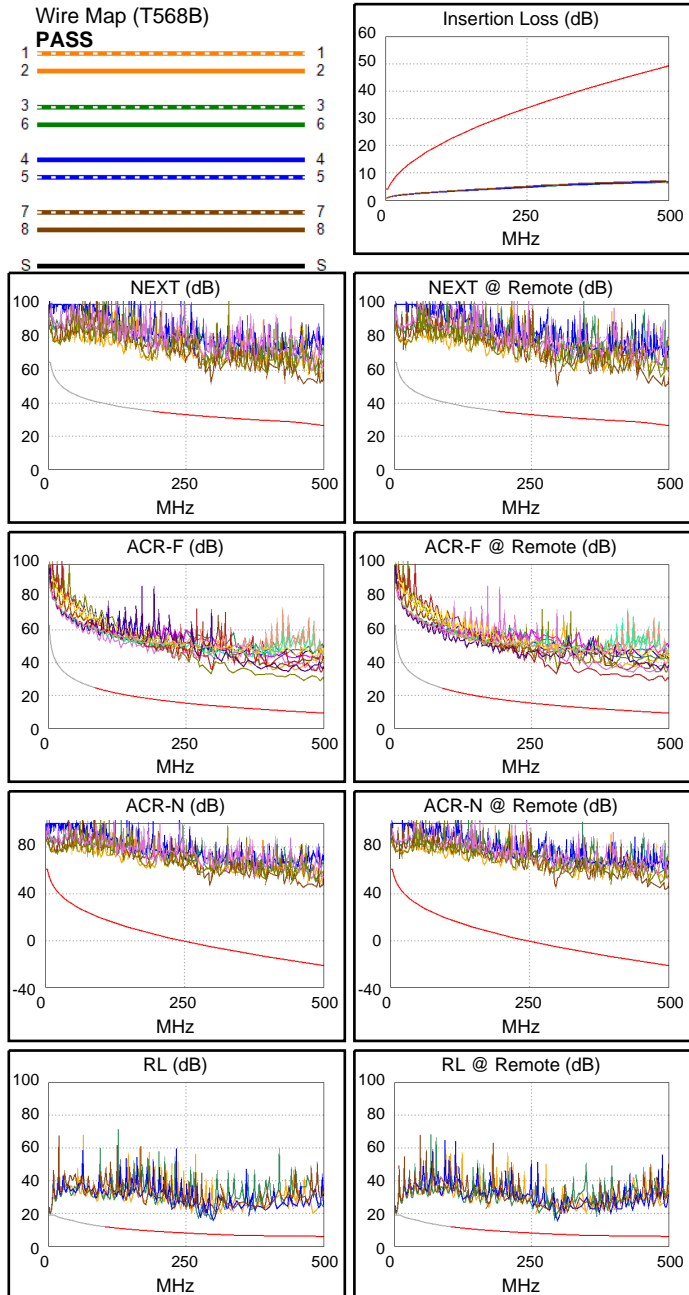 Wire Map (T568B)
PASS
1 1
2 2
3 3
6 6
4 4
5 5
7 7
8 8
S S
Insertion Loss (dB)
60
50
40
30
20
10
0
0 250 500
MHz
NEXT (dB)
100
80
60
40
20
0
0 250 500
MHz
NEXT @ Remote (dB)
100
80
60
40
20
0
0 250 500
MHz
ACR-F (dB)
100
80
60
40
20
0
0 250 500
MHz
ACR-F @ Remote (dB)
100
80
60
40
20
0
0 250 500
MHz
ACR-N (dB)
80
40
0
-40
0 250 500
MHz
ACR-N @ Remote (dB)
80
40
0
-40
0 250 500
MHz
RL (dB)
100
80
60
40
20
0
0 250 500
MHz
RL @ Remote (dB)
100
80
60
40
20
0
0 250 500
MHz